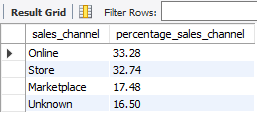 Result Grid Filter Rows:
sales_channel percentage_sales_channel
Online 33.28
Store 32.74
Marketplace 17.48
Unknown 16.50